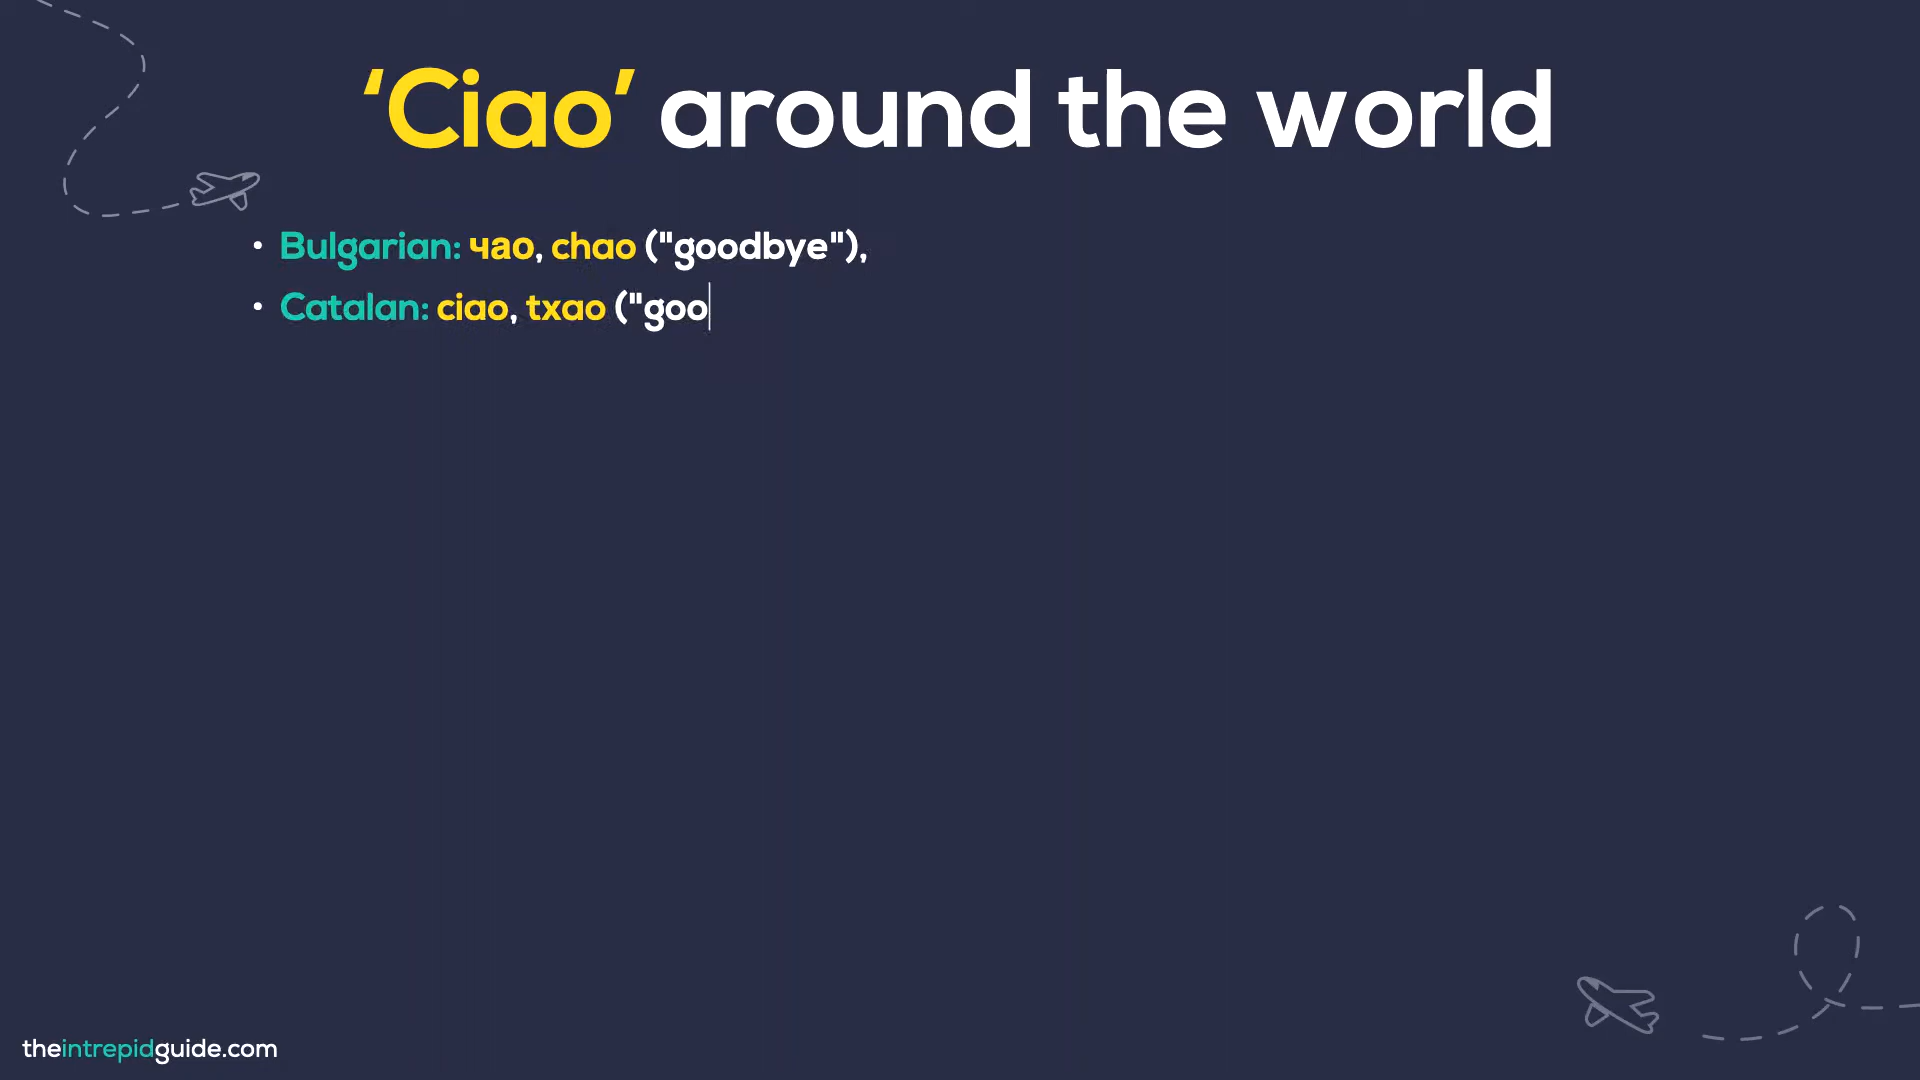 ‘Ciao’ around the world
• Bulgarian: чао, chao ("goodbye"),
• Catalan: ciao, txao ("goo
theintrepidguide.com